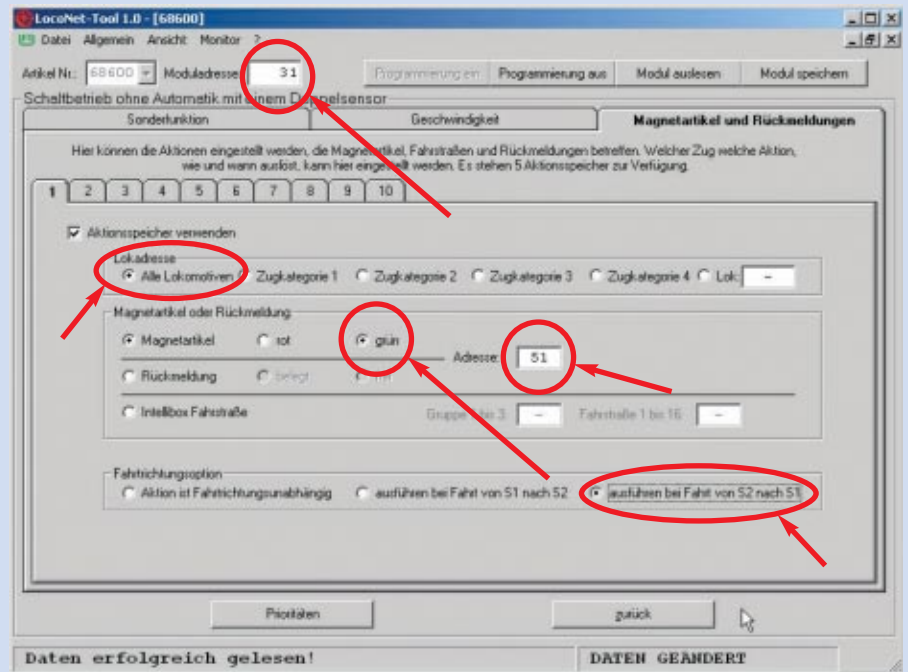 LocoNet-Tool 1.0 - [68600]
Datei Allgemein Ansicht Monitor ?
Artikel Nr.: 68600 Moduladresse 31 Programmierung ein Programmierung aus Modul auslesen Modul speichern
Schaltbetrieb ohne Automatik mit einem Doppelsensor
Sonderfunktion Geschwindigkeit Magnetartikel und Rückmeldungen
Hier können die Aktionen eingestellt werden, die Magnetartikel, Fahrstraßen und Rückmeldungen betreffen. Welcher Zug welche Aktion,
wie und wann auslöst, kann hier eingestellt werden. Es stehen 5 Aktionsspeicher zur Verfügung.
1 2 3 4 5 6 7 8 9 10
Aktionsspeicher verwenden
Lokadresse
Alle Lokomotiven Zugkategorie 1 Zugkategorie 2 Zugkategorie 3 Zugkategorie 4 Lok: –
Magnetartikel oder Rückmeldung
Magnetartikel rot grün
Adresse: 51
Rückmeldung belegt
Intellibox Fahrstraße Gruppe 1 bis 3 – Fahrstraße 1 bis 16 –
Fahrtrichtungsoption
Aktion ist Fahrtrichtungsunabhängig ausführen bei Fahrt von S1 nach S2 ausführen bei Fahrt von S2 nach S1
Prioritäten zurück
Daten erfolgreich gelesen! DATEN GEÄNDERT